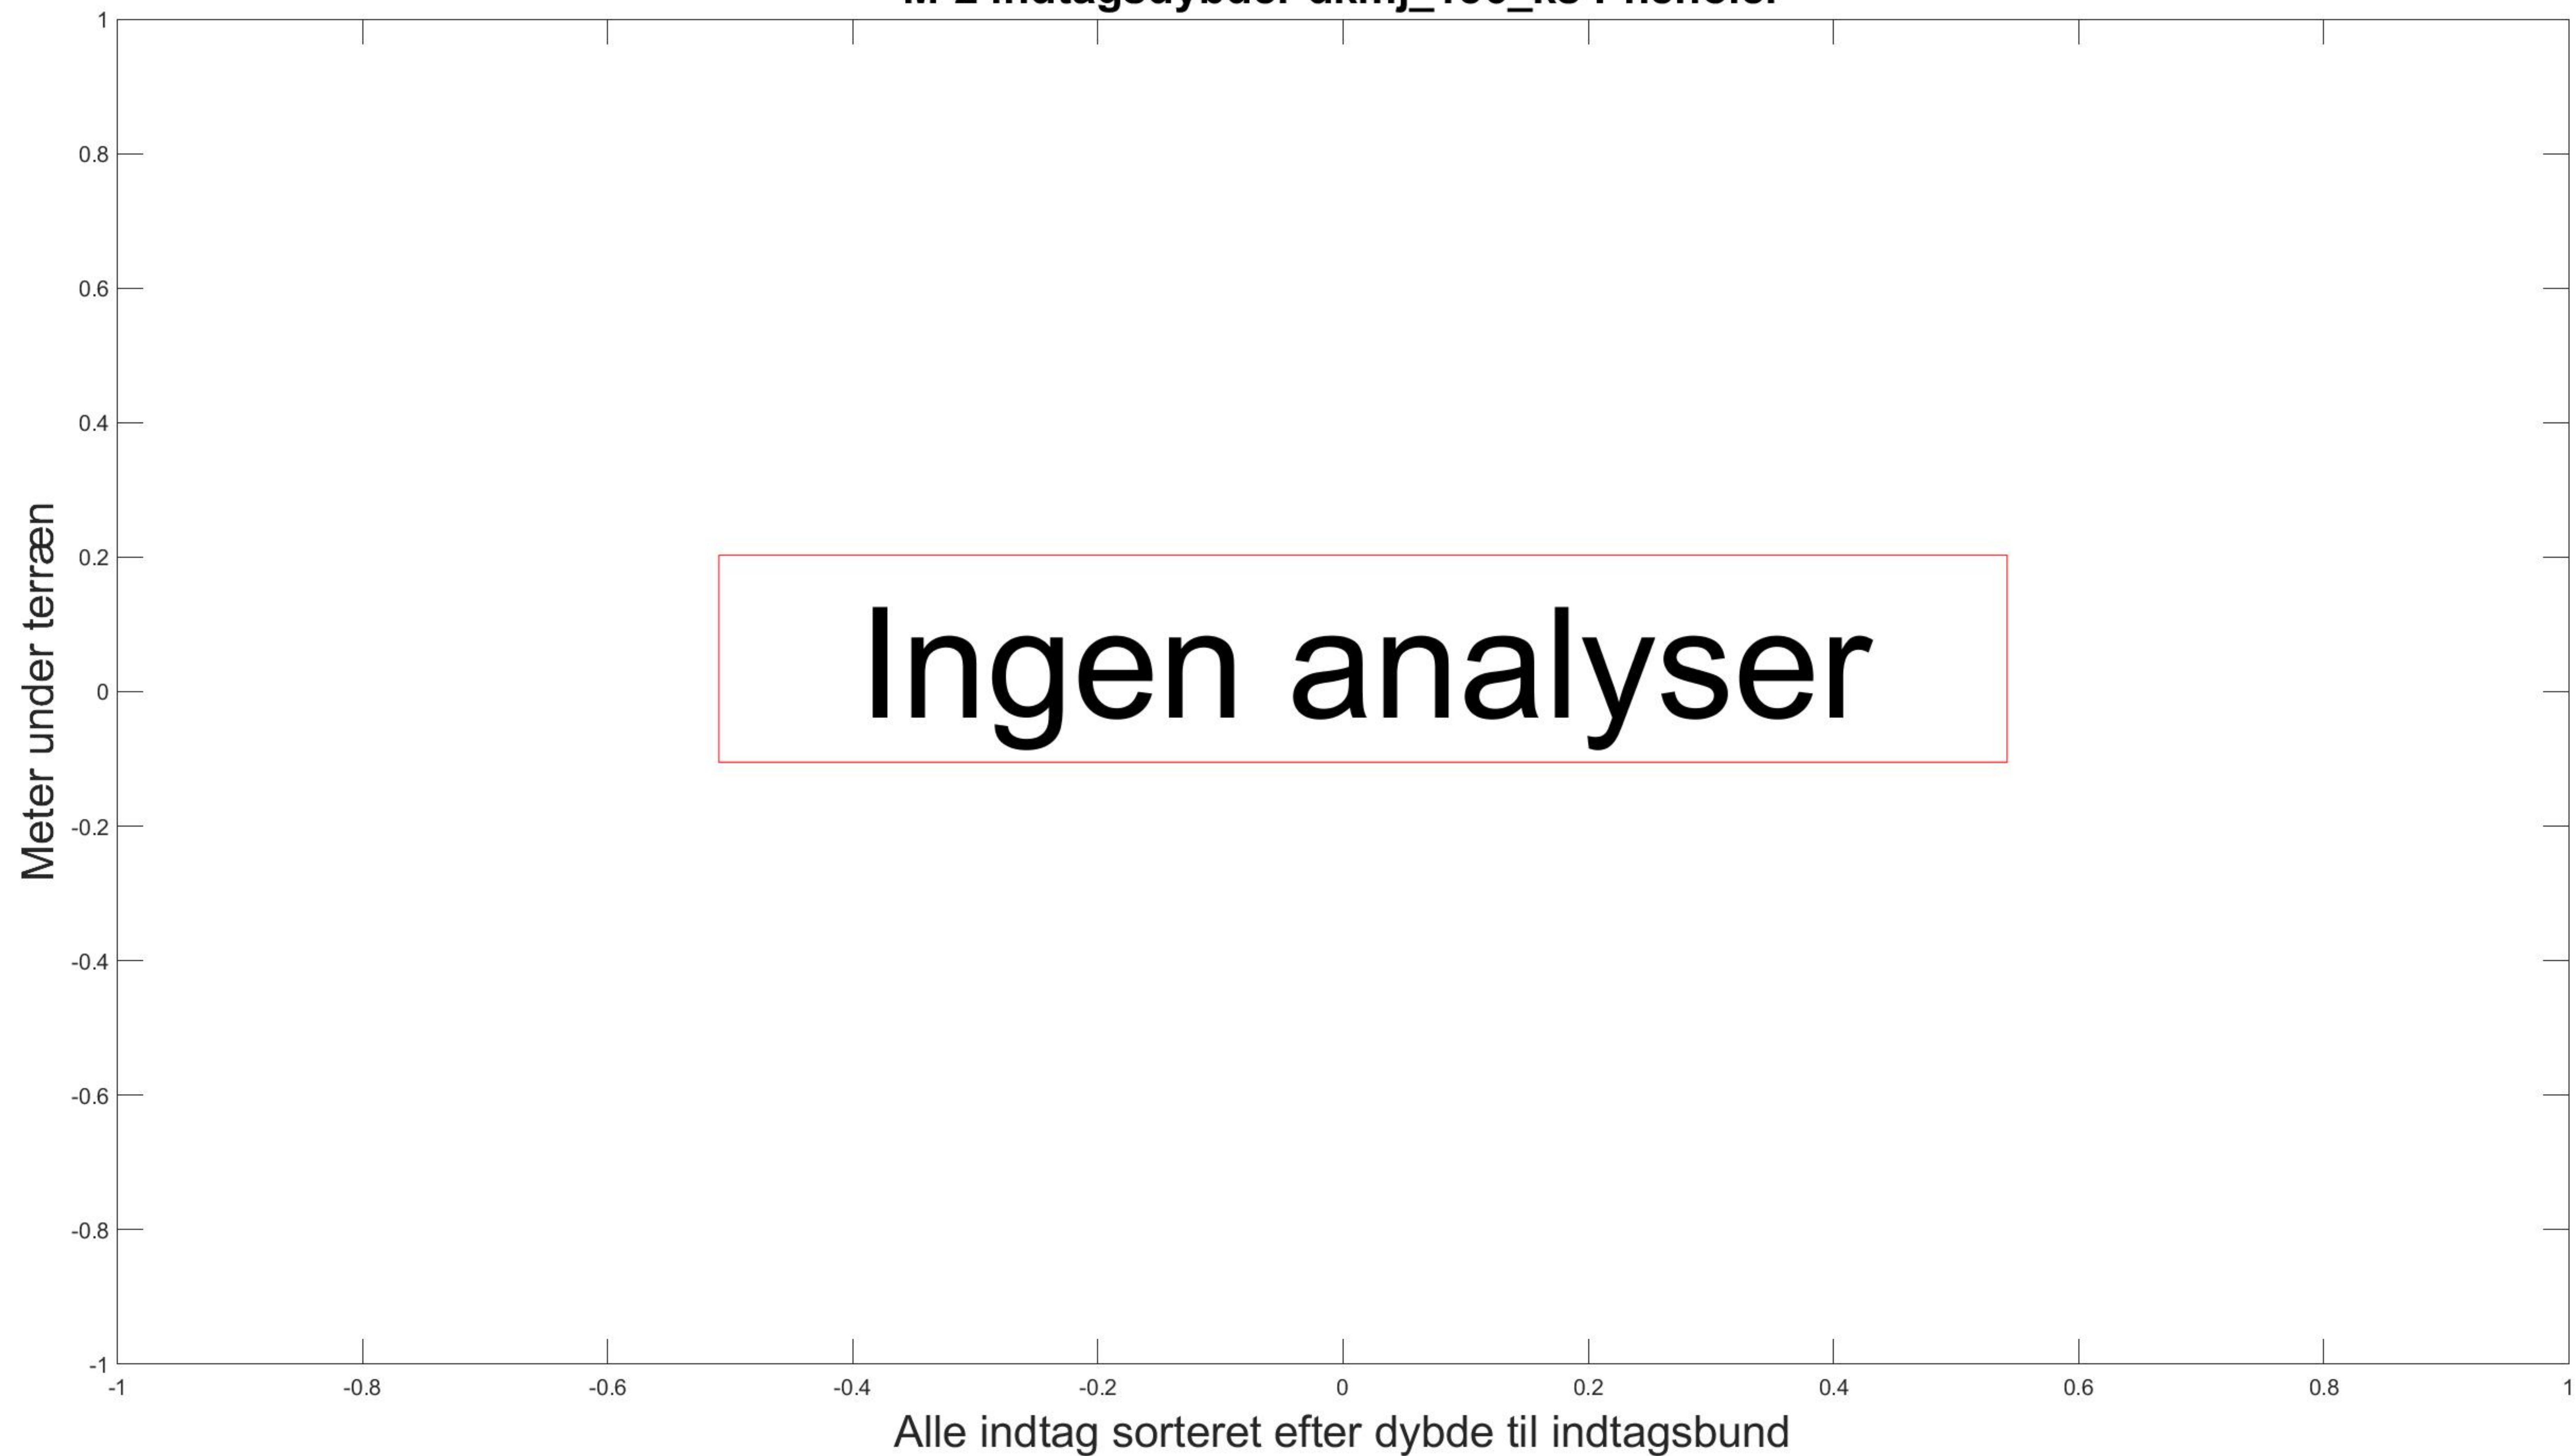 1
0.8
0.6
0.4
0.2
0
-0.2
-0.4
-0.6
-0.8
-1
Meter under terræn
Ingen analyser
-1 -0.8 -0.6 -0.4 -0.2 0 0.2 0.4 0.6 0.8 1
Alle indtag sorteret efter dybde til indtagsbund